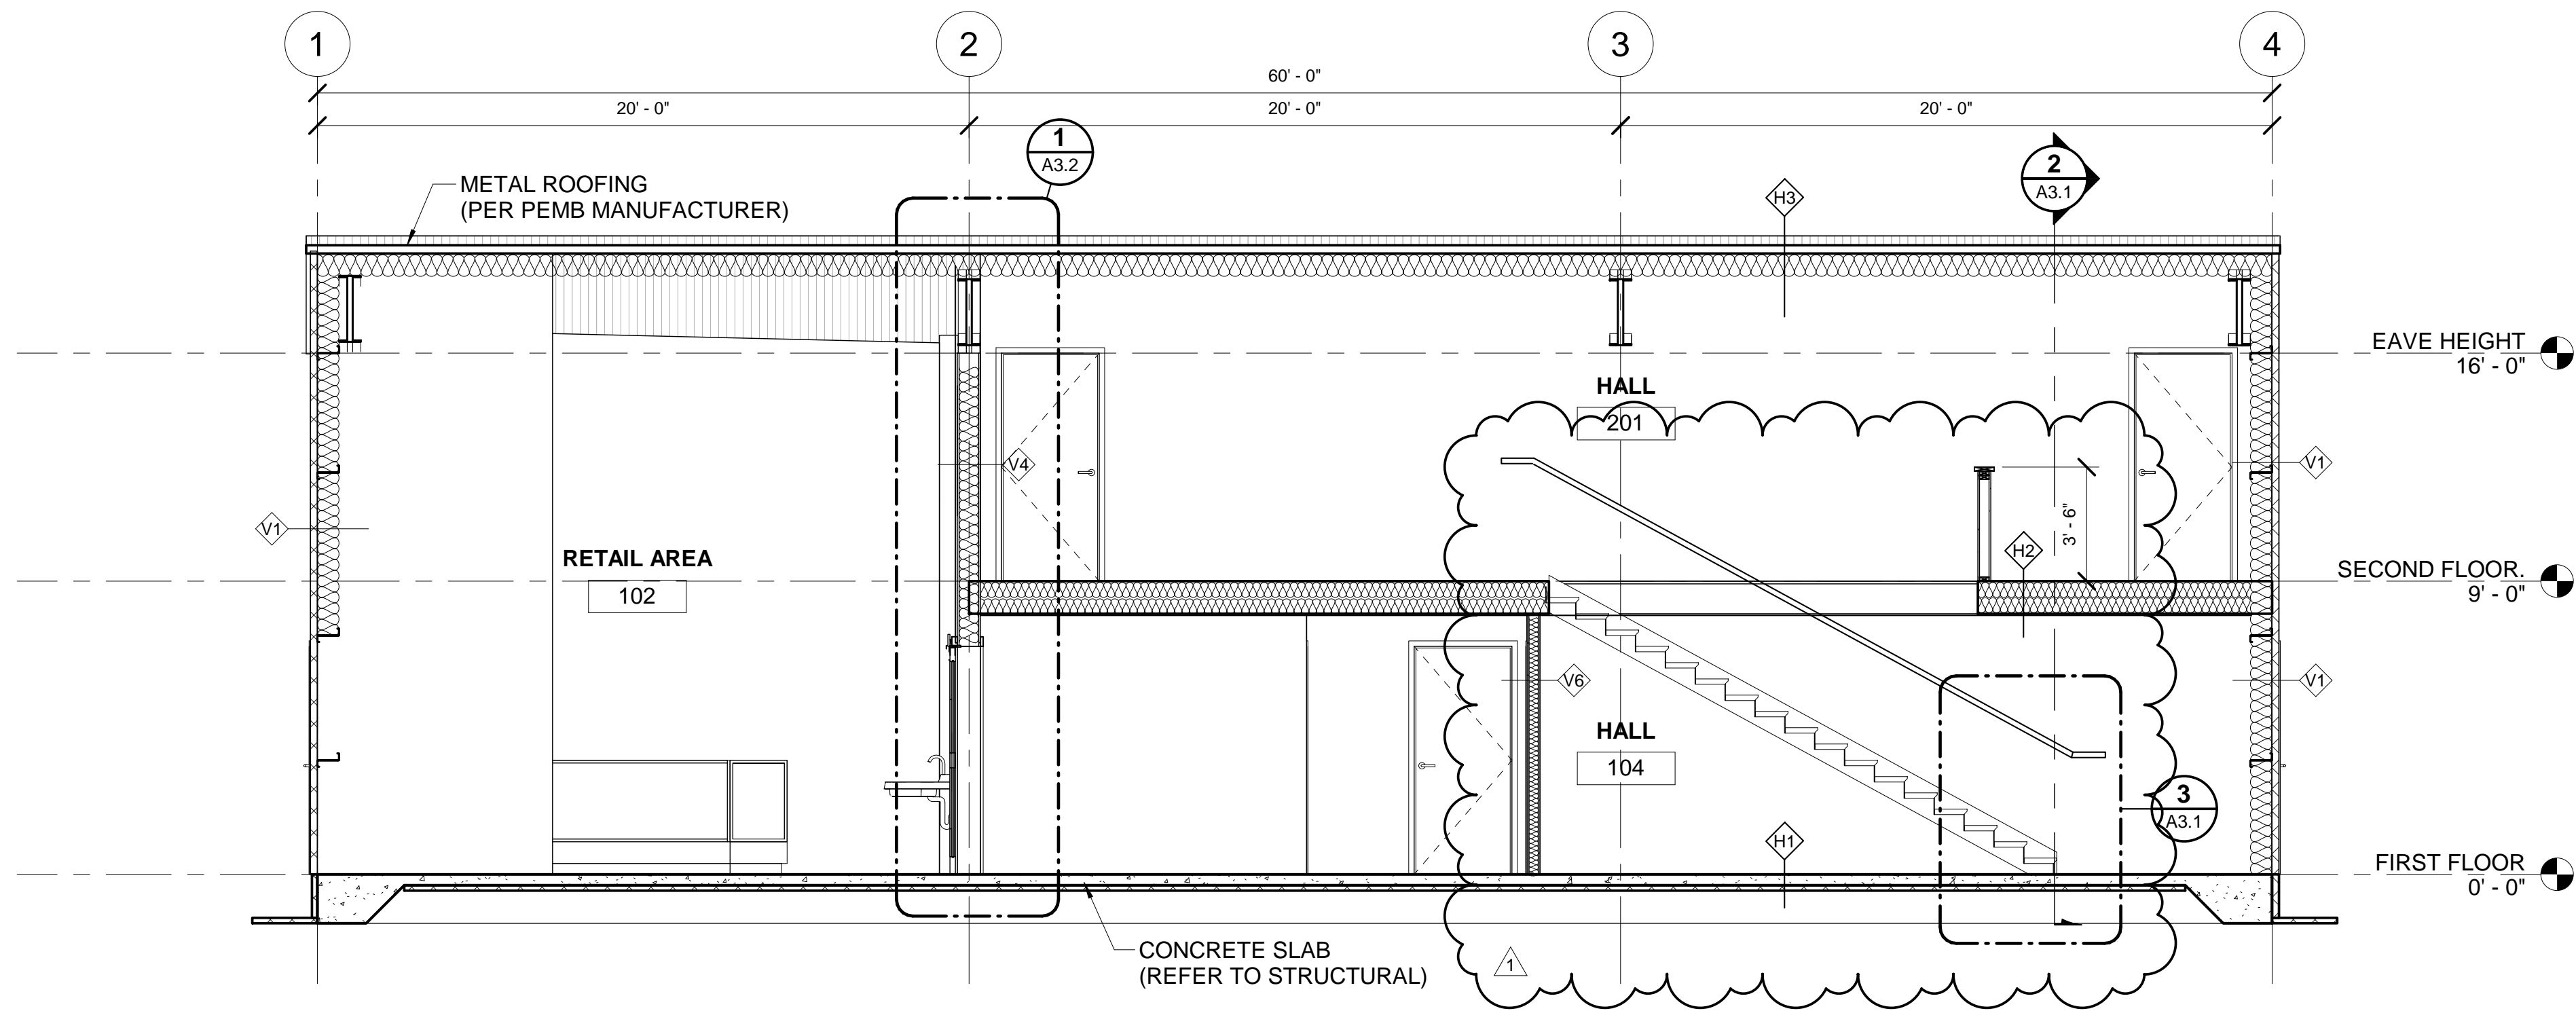 1
2
3
4
60' - 0"
20' - 0"
20' - 0"
20' - 0"
1
A3.2
2
A3.1
METAL ROOFING
(PER PEMB MANUFACTURER)
H3
EAVE HEIGHT
16' - 0"
HALL
201
V4
V1
V1
3' - 6"
H2
RETAIL AREA
102
SECOND FLOOR.
9' - 0"
V6
V1
HALL
104
3
A3.1
H1
FIRST FLOOR
0' - 0"
CONCRETE SLAB
(REFER TO STRUCTURAL)
1